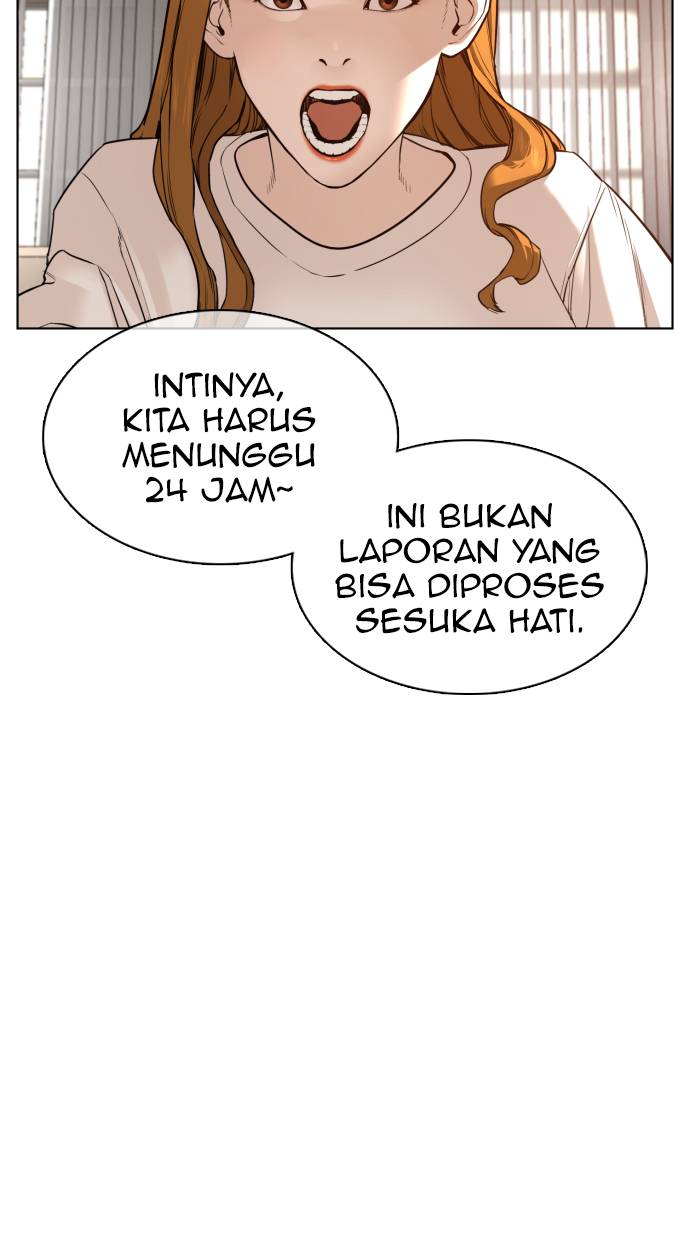 INTINYA,
KITA HARUS
MENUNGGU
24 JAM~
INI BUKAN
LAPORAN YANG
BISA DIPROSES
SESUKA HATI.